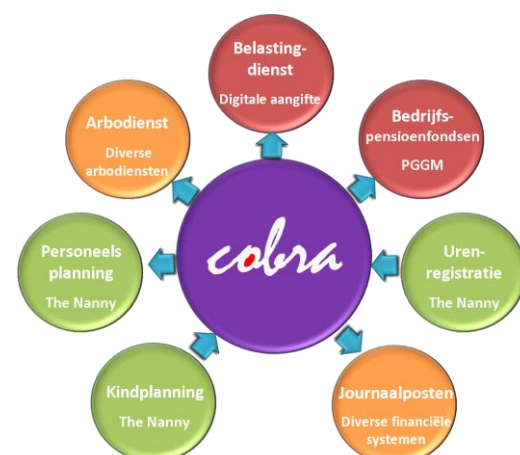 Belasting-
dienst
Digitale aangifte
Arbodienst
Diverse
arbodiensten
Bedrijfs-
pensioenfondsen
PGGM
Personeels
planning
The Nanny
cobra
Uren-
registratie
The Nanny
Kindplanning
The Nanny
Journaalposten
Diverse financiële
systemen